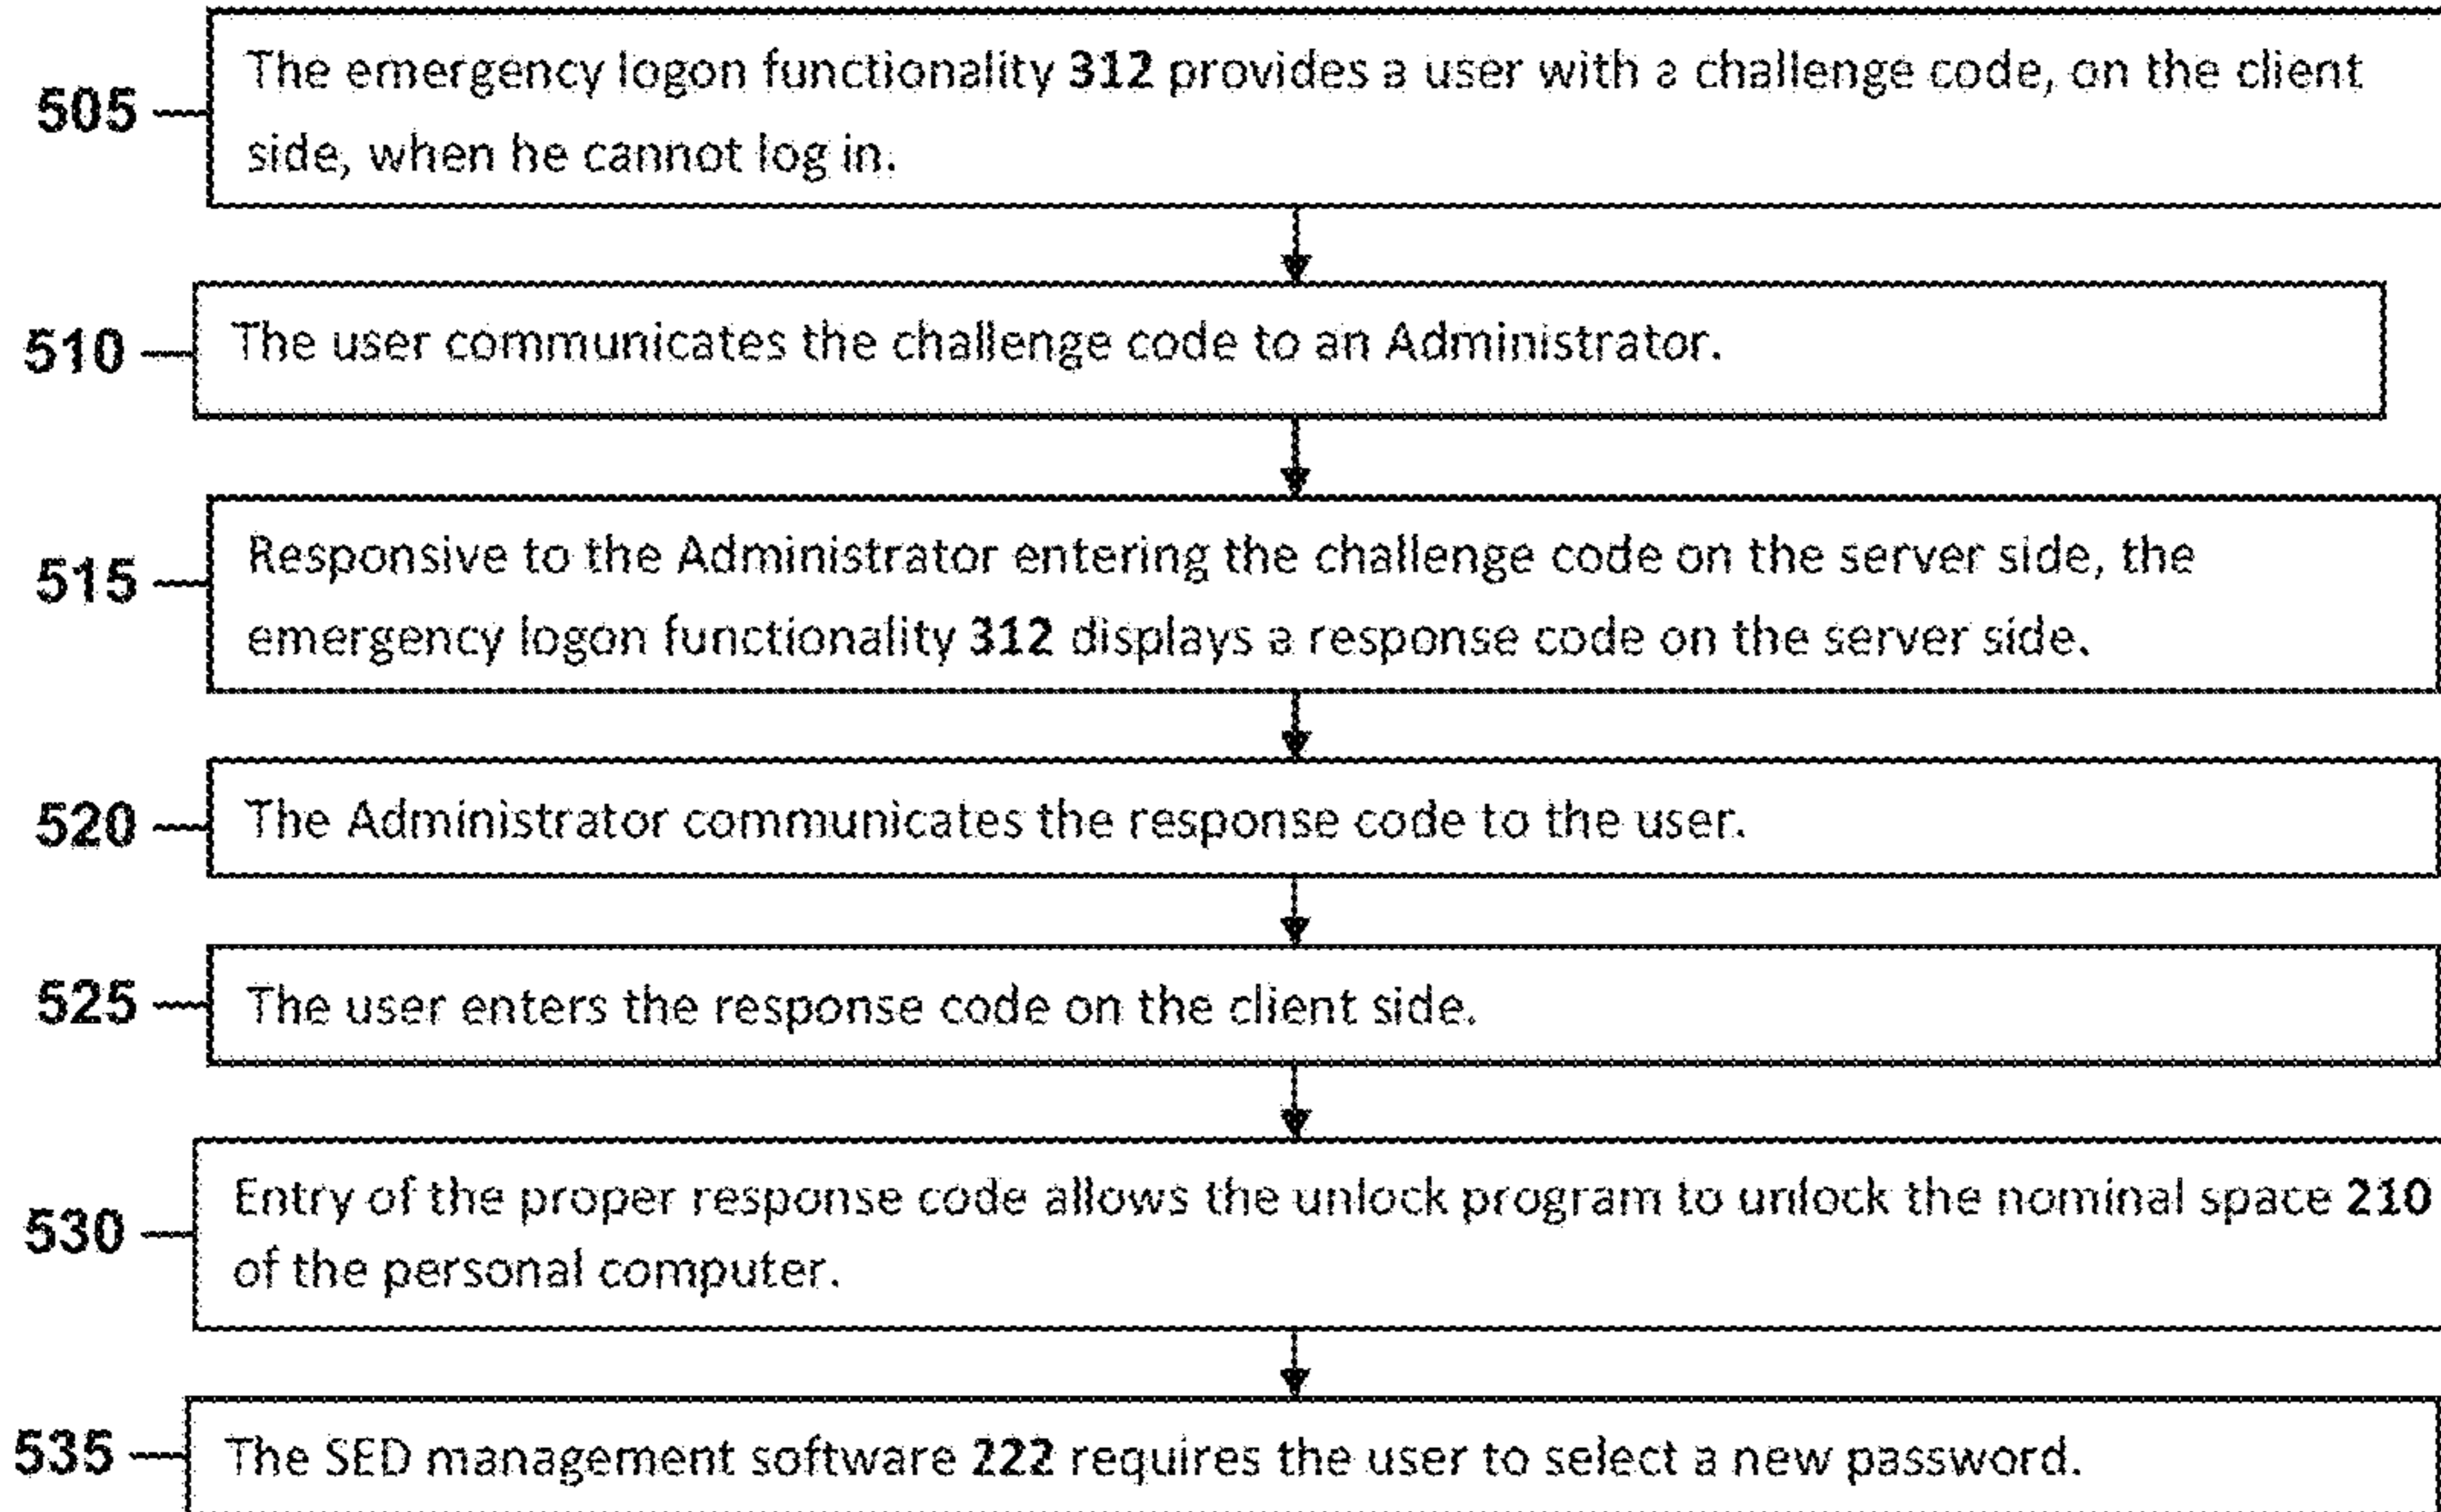 505 The emergency logon functionality 312 provides a user with a challenge code, on the client
side, when he cannot log in.
510 The user communicates the challenge code to an Administrator.
515 Responsive to the Administrator entering the challenge code on the server side, the
emergency logon functionality 312 displays a response code on the server side.
520 The Administrator communicates the response code to the user.
525 The user enters the response code on the client side.
530 Entry of the proper response code allows the unlock program to unlock the nominal space 210
of the personal computer.
535 The SED management software 222 requires the user to select a new password.